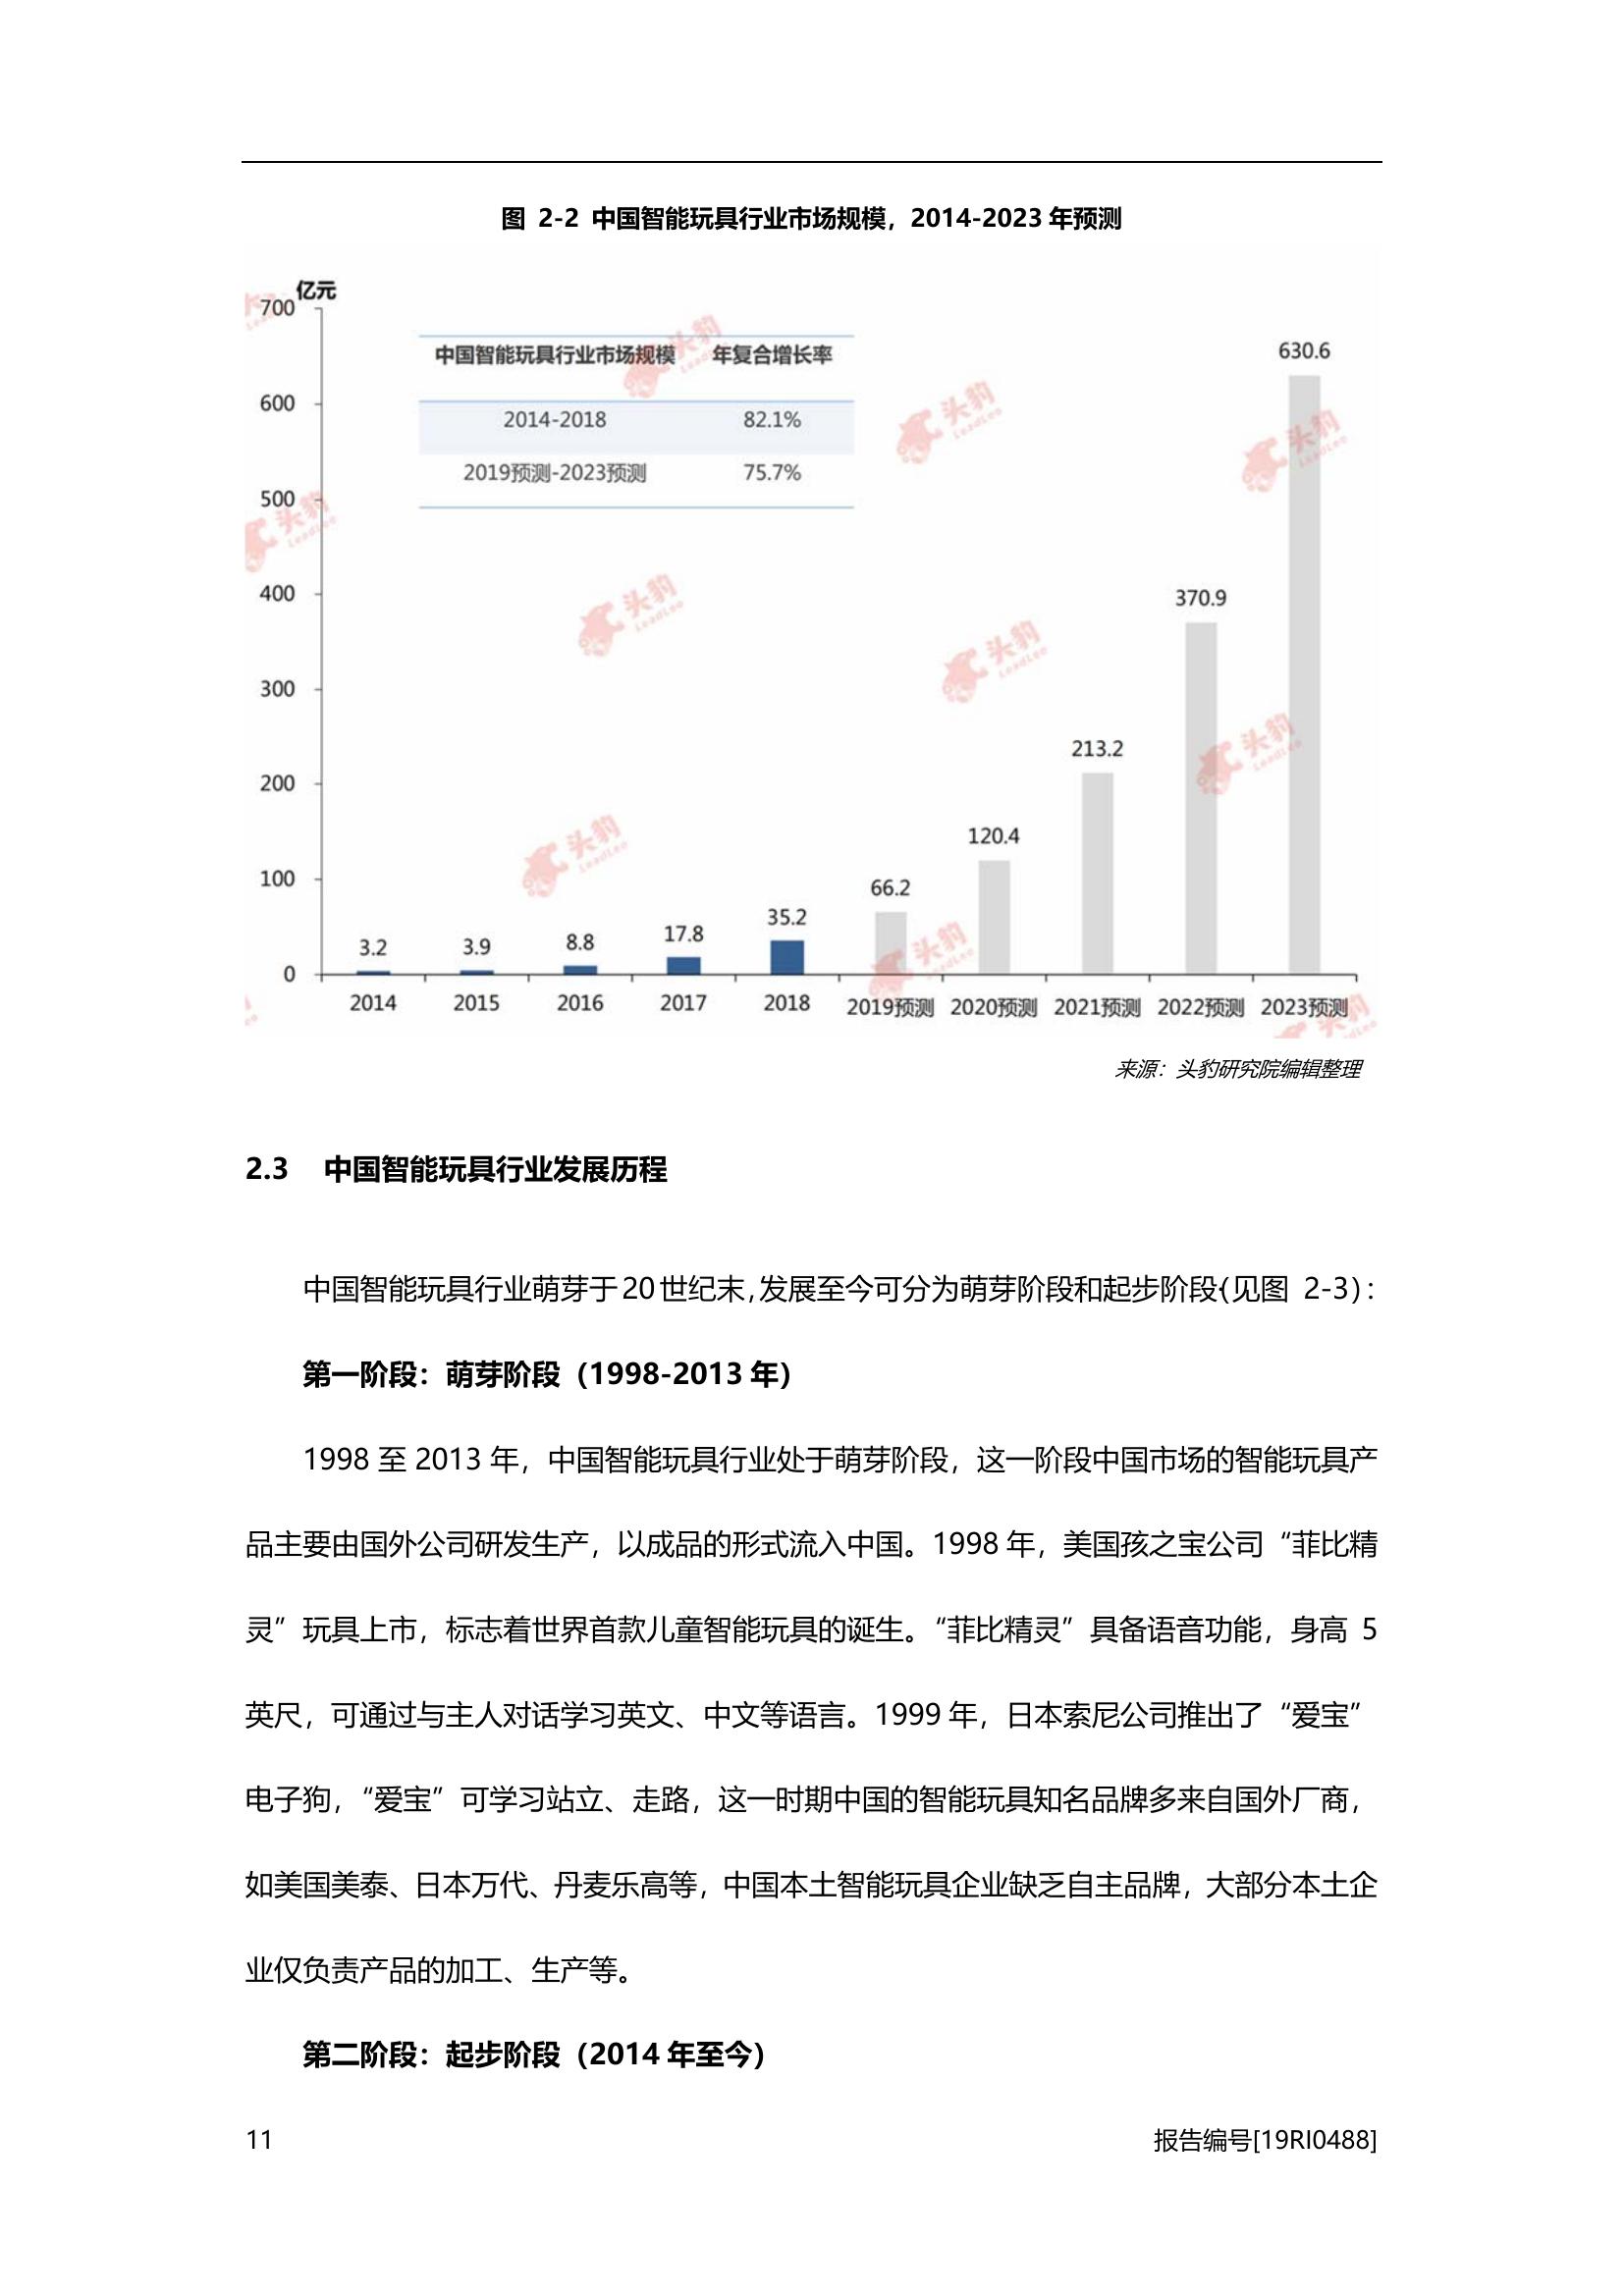 图 2-2 中国智能玩具行业市场规模，2014-2023 年预测
亿元
700
600
500
400
300
200
100
0
中国智能玩具行业市场规模 年复合增长率
2014-2018 82.1%
2019预测-2023预测 75.7%
3.2 3.9 8.8 17.8 35.2 66.2 120.4 213.2 370.9 630.6
2014 2015 2016 2017 2018 2019预测 2020预测 2021预测 2022预测 2023预测
头豹 LeadLeo
来源：头豹研究院编辑整理
2.3 中国智能玩具行业发展历程
中国智能玩具行业萌芽于 20 世纪末，发展至今可分为萌芽阶段和起步阶段（见图 2-3）：
第一阶段：萌芽阶段（1998-2013 年）
1998 至 2013 年，中国智能玩具行业处于萌芽阶段，这一阶段中国市场的智能玩具产
品主要由国外公司研发生产，以成品的形式流入中国。1998 年，美国孩之宝公司“菲比精
灵”玩具上市，标志着世界首款儿童智能玩具的诞生。“菲比精灵”具备语音功能，身高 5
英尺，可通过与主人对话学习英文、中文等语言。1999 年，日本索尼公司推出了“爱宝”
电子狗，“爱宝”可学习站立、走路，这一时期中国的智能玩具知名品牌多来自国外厂商，
如美国美泰、日本万代、丹麦乐高等，中国本土智能玩具企业缺乏自主品牌，大部分本土企
业仅负责产品的加工、生产等。
第二阶段：起步阶段（2014 年至今）
11 报告编号[19RI0488]